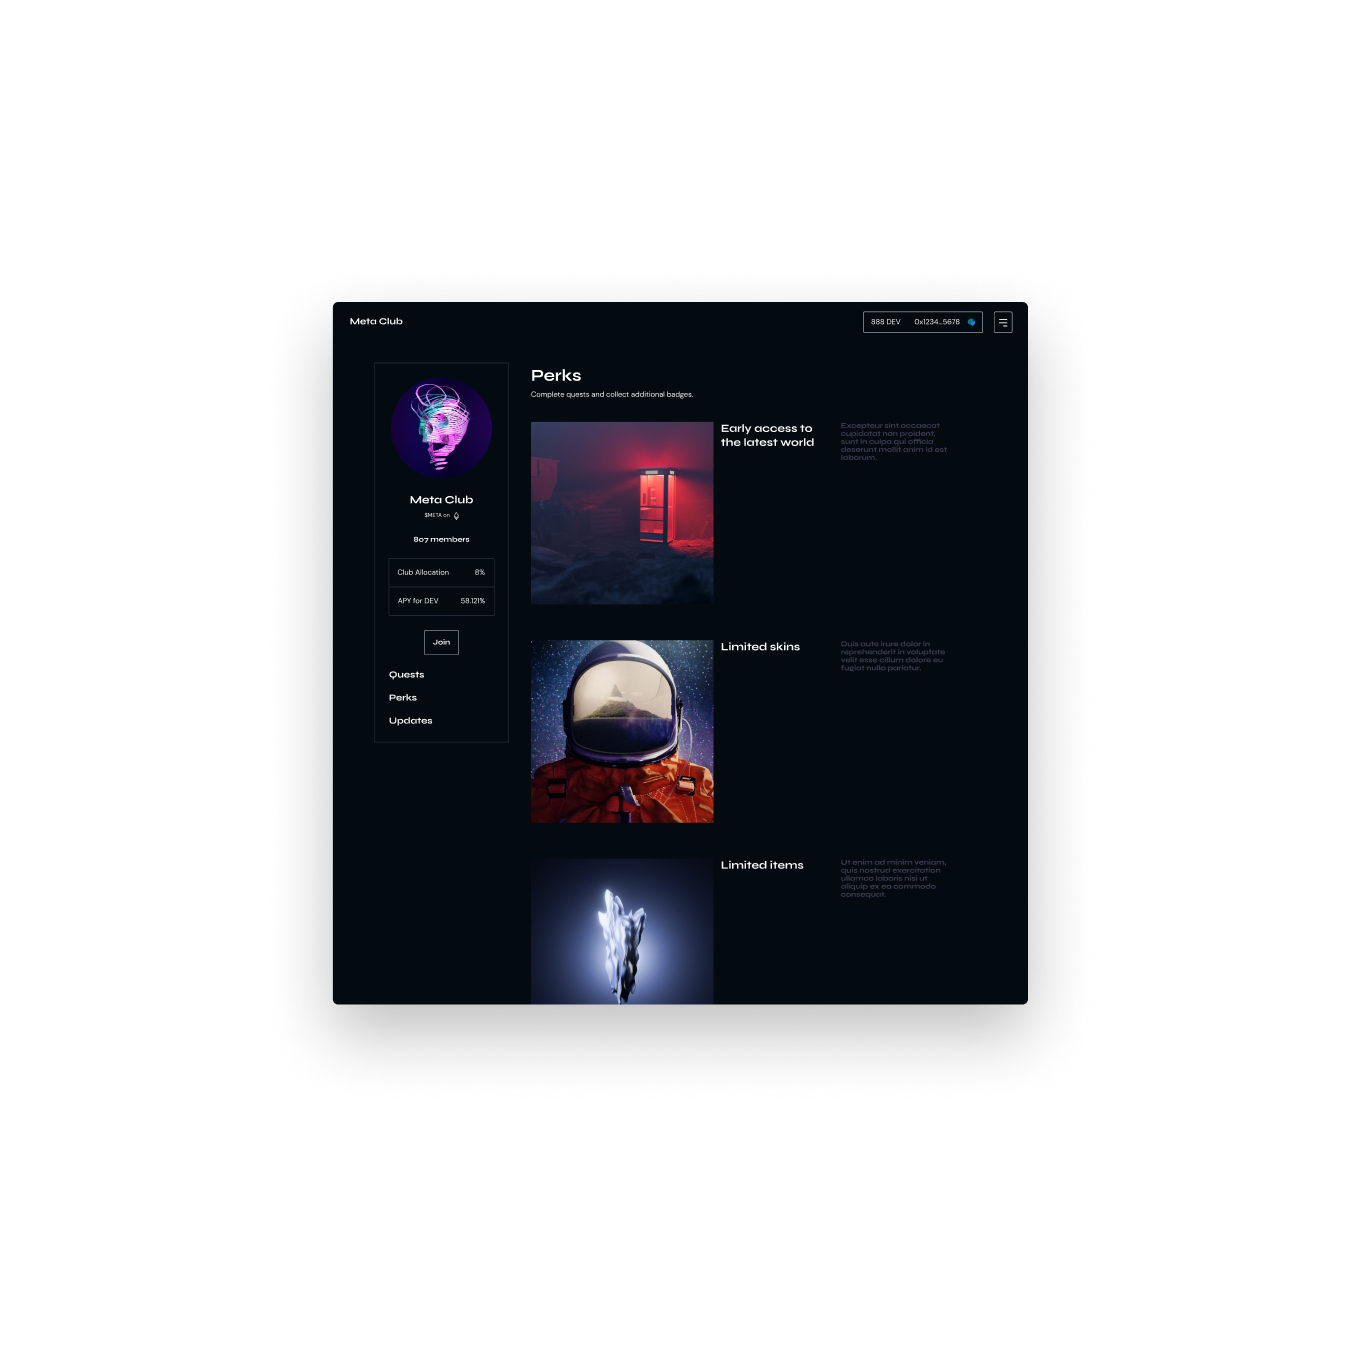 Meta Club
888 DEV 0x1234...5678
Meta Club
$META on
807 members
Club Allocation 8%
APY for DEV 58.121%
Join
Quests
Perks
Updates
Perks
Complete quests and collect additional badges.
Early access to
the latest world
Excepteur sint occaecat
cupidatat non proident,
sunt in culpa qui officia
deserunt mollit anim id est
laborum.
Limited skins
Duis aute irure dolor in
reprehenderit in voluptate
velit esse cillum dolore eu
fugiat nulla pariatur.
Limited items
Ut enim ad minim veniam,
quis nostrud exercitation
ullamco laboris nisi ut
aliquip ex ea commodo
consequat.